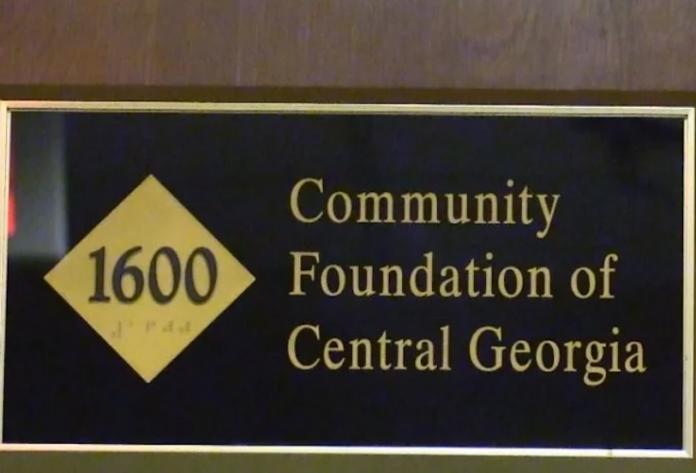 1600
Community
Foundation of
Central Georgia